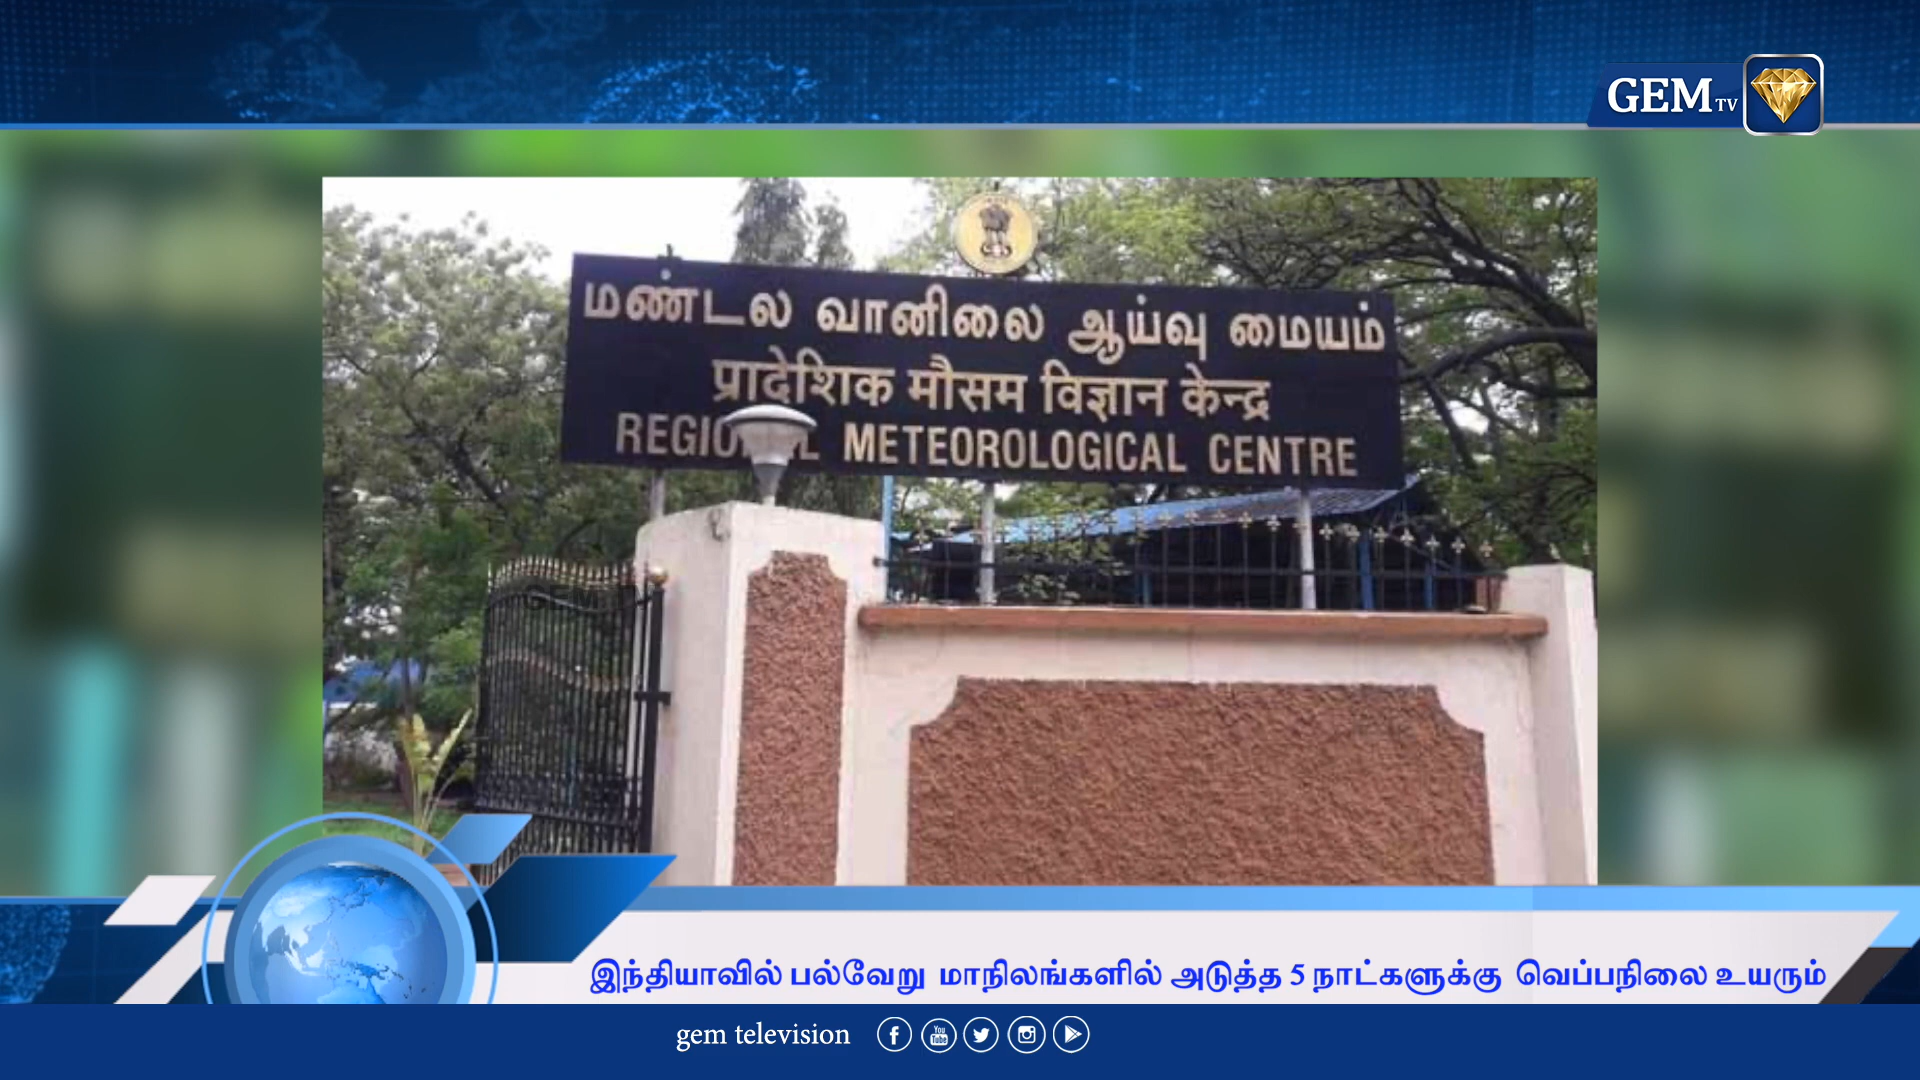 GEM TV
மண்டல வானிலை ஆய்வு மையம்
प्रादेशिक मौसम विज्ञान केन्द्र
METEOROLOGICAL CENTRE
இந்தியாவில் பல்வேறு மாநிலங்களில் அடுத்த 5 நாட்களுக்கு வெப்பநிலை உயரும்
gem television